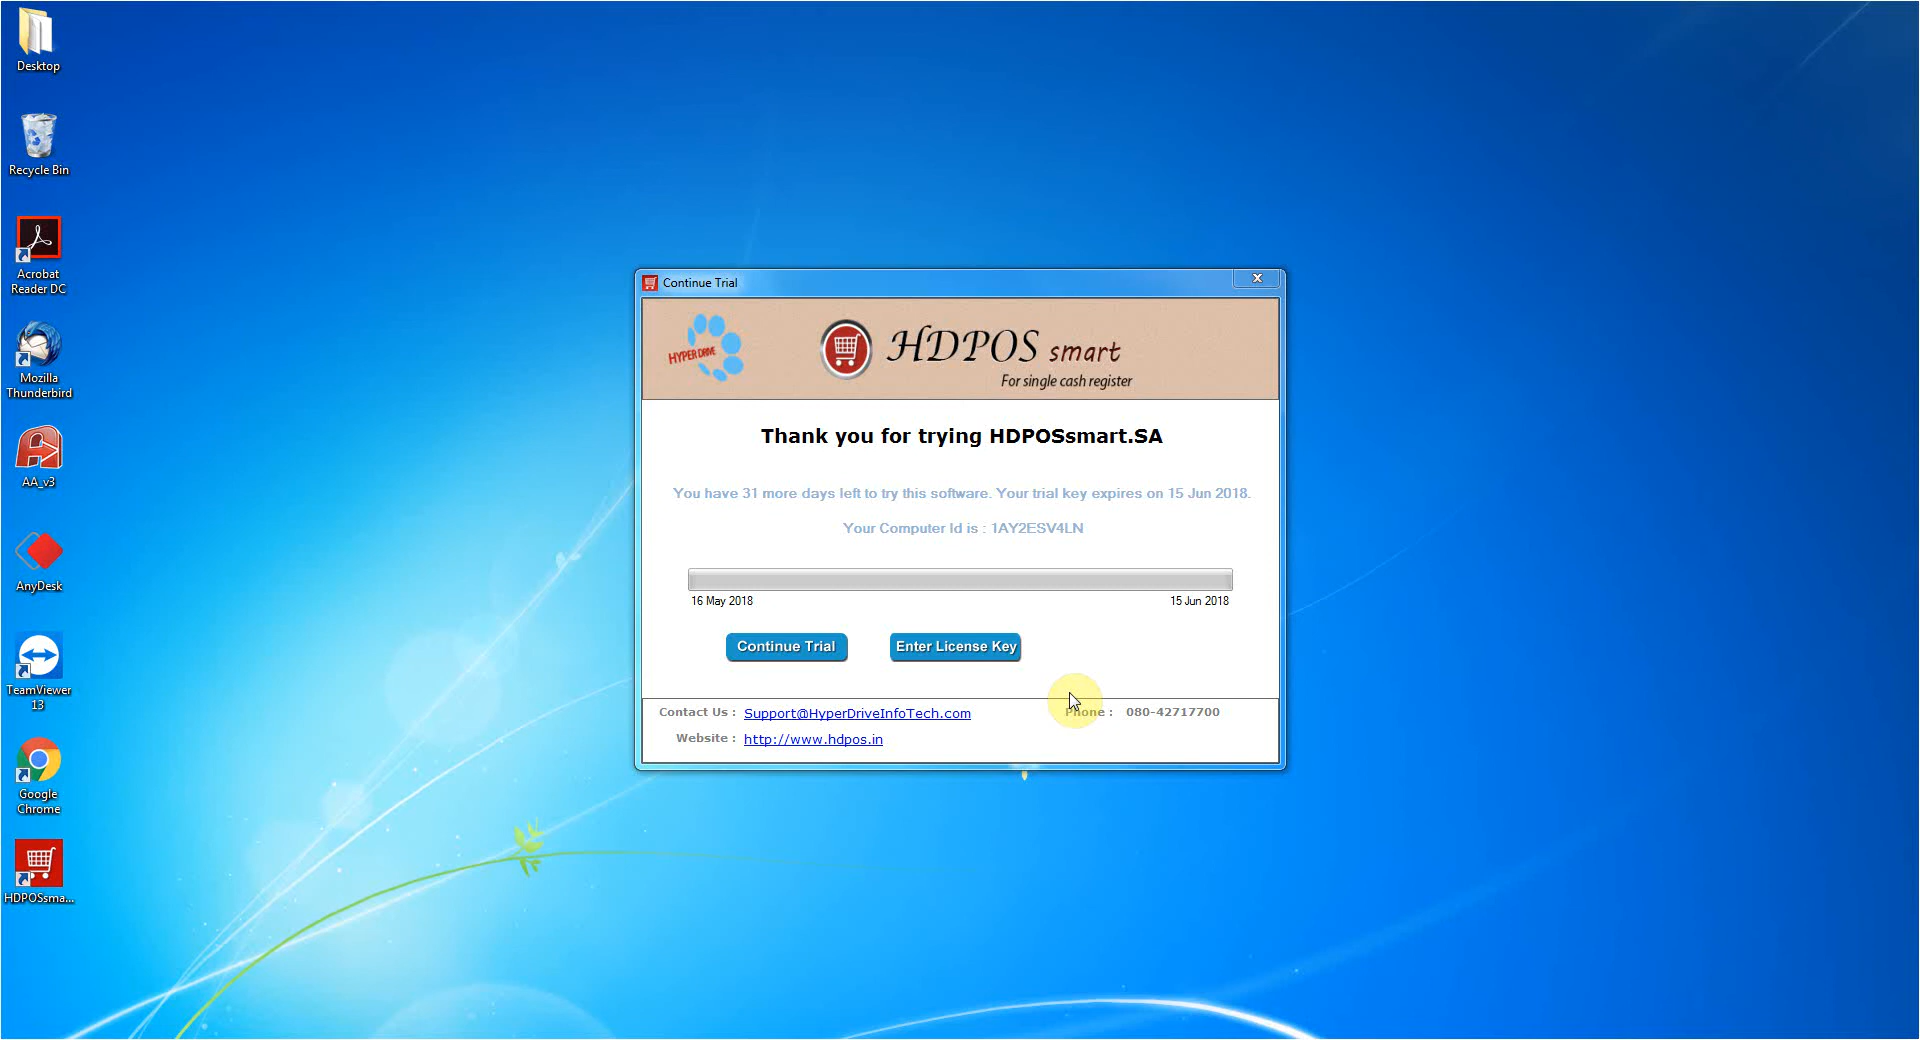 Desktop
Recycle Bin
Acrobat
Reader DC
Mozilla
Thunderbird
AA_v3
AnyDesk
TeamViewer
13
Google
Chrome
HDPOSsma...
Continue Trial
HYPER DRIVE
HDPOS smart
For single cash register
Thank you for trying HDPOSsmart.SA
You have 31 more days left to try this software. Your trial key expires on 15 Jun 2018.
Your Computer Id is : 1AY2ESV4LN
16 May 2018
15 Jun 2018
Continue Trial
Enter License Key
Contact Us : Support@HyperDriveInfoTech.com
Phone : 080-42717700
Website : http://www.hdpos.in